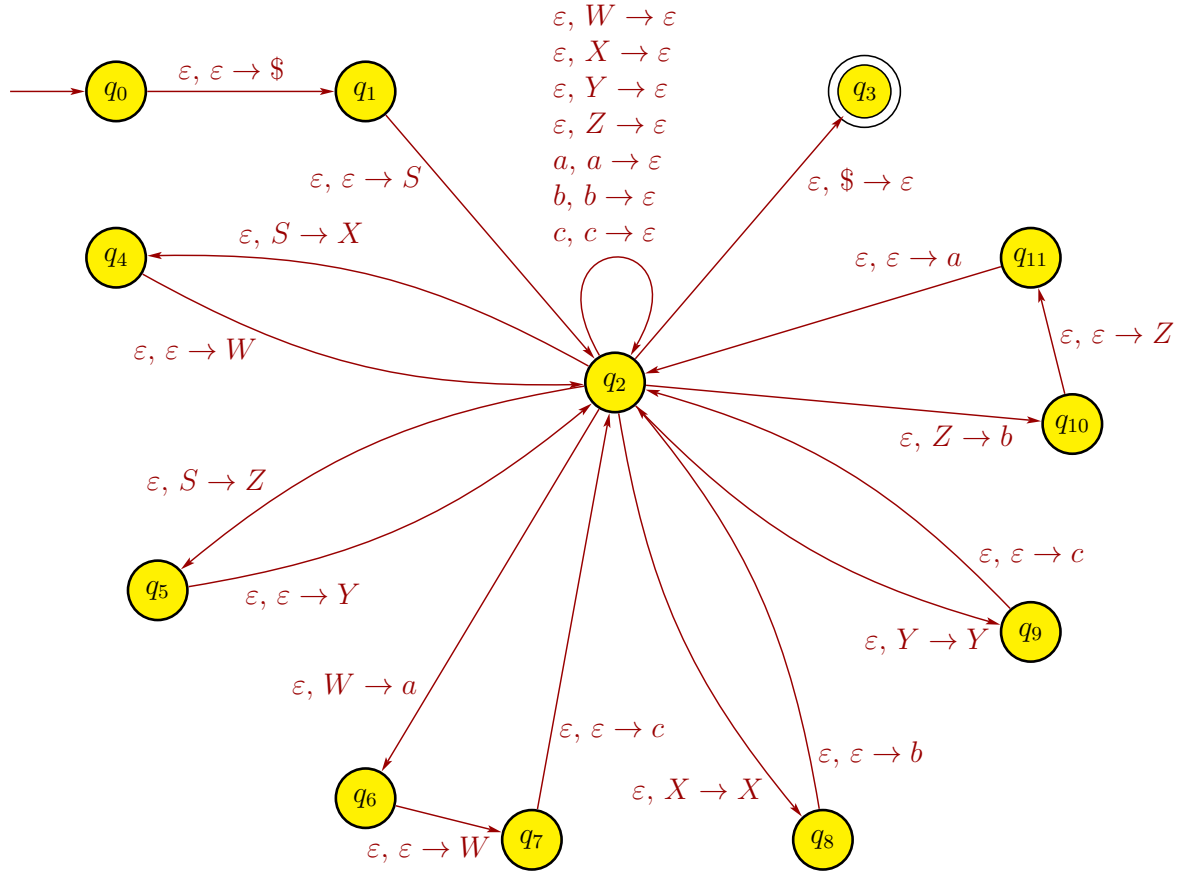 ε, W → ε
ε, X → ε
ε, Y → ε
ε, Z → ε
a, a → ε
b, b → ε
c, c → ε
q₀
ε, ε → $
q₁
q₃
ε, ε → S
ε, $ → ε
q₄
ε, S → X
ε, ε → a
q₁₁
ε, ε → W
ε, ε → Z
q₂
ε, Z → b
q₁₀
ε, S → Z
q₅
ε, ε → Y
ε, ε → c
ε, Y → Y
q₉
ε, W → a
ε, ε → c
ε, ε → b
q₆
ε, X → X
ε, ε → W
q₇
q₈